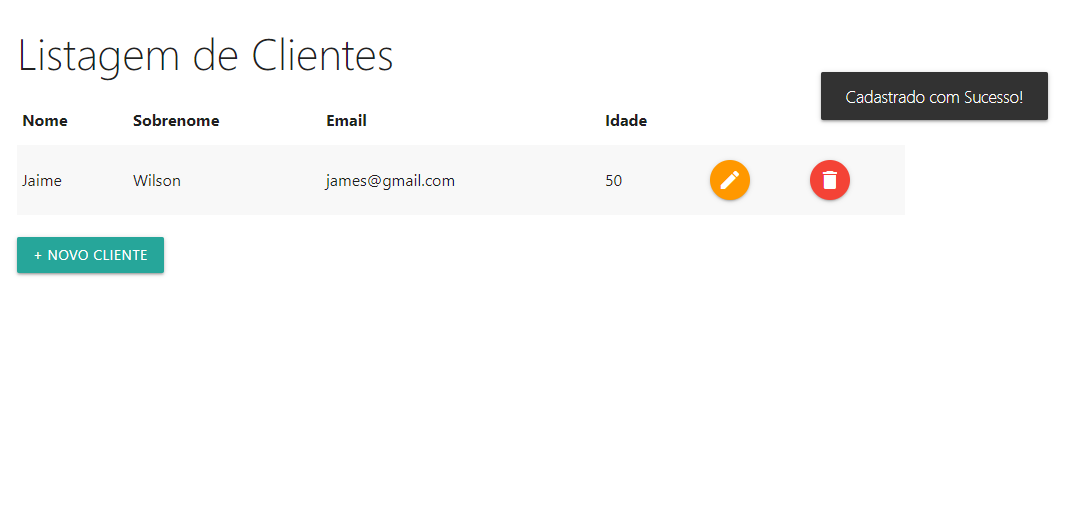 Listagem de Clientes
Cadastrado com Sucesso!
Nome Sobrenome Email Idade
Jaime Wilson james@gmail.com 50
+ NOVO CLIENTE